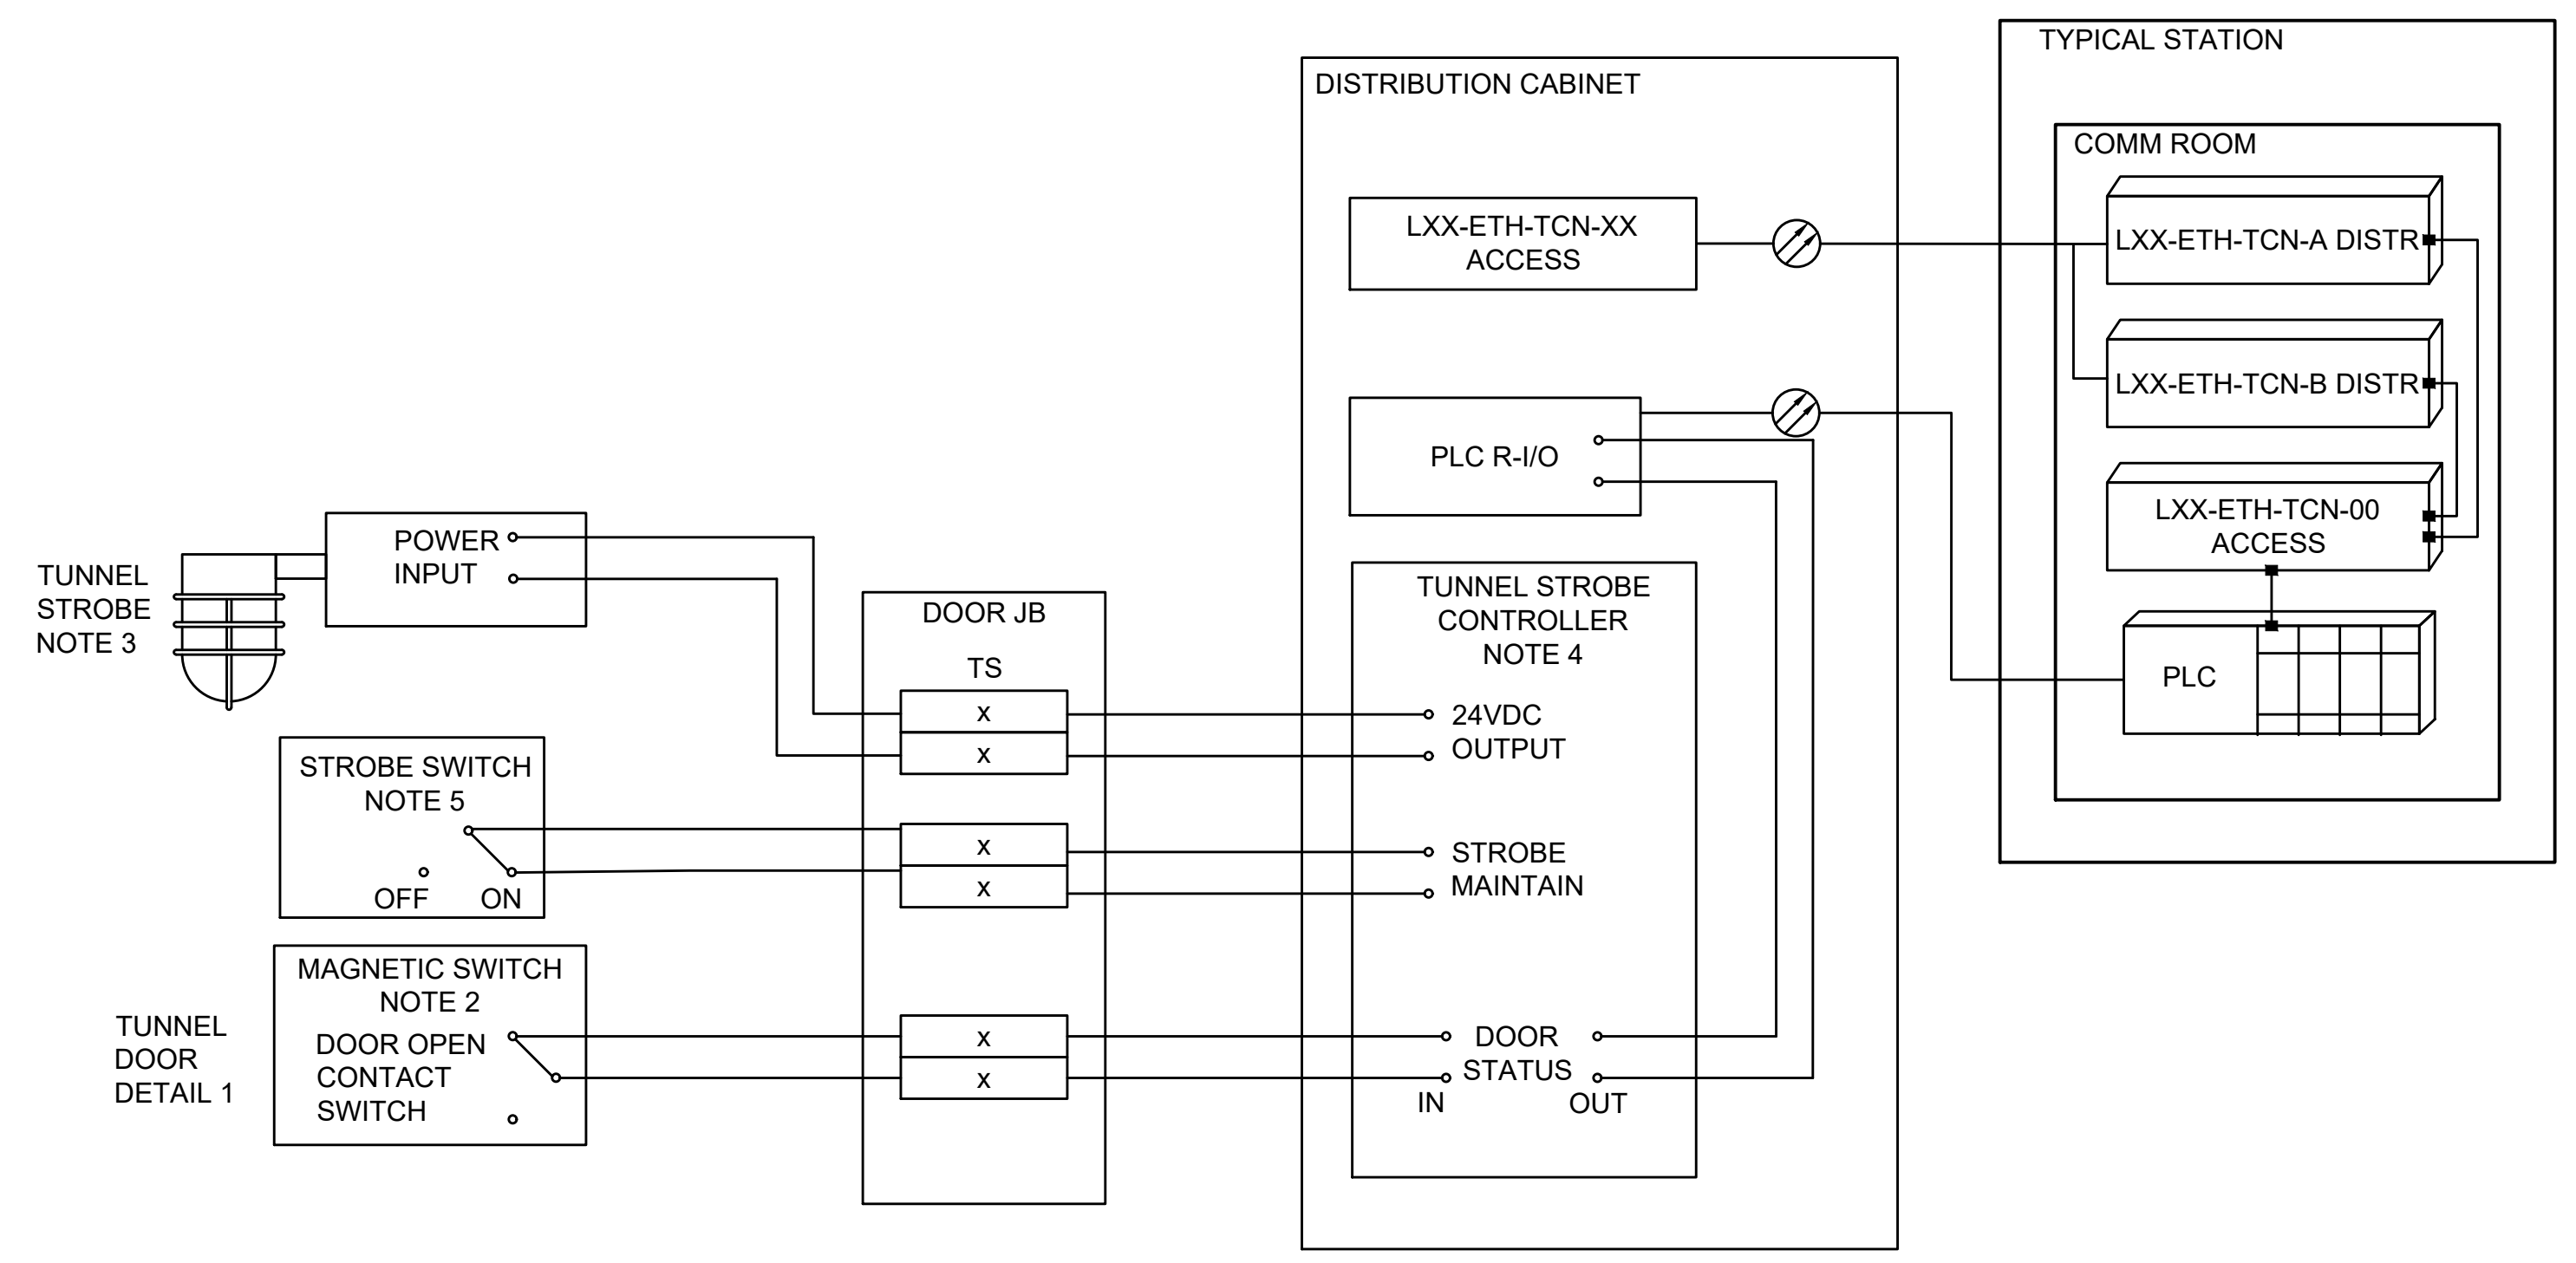 TYPICAL STATION
COMM ROOM
LXX-ETH-TCN-A DISTR
LXX-ETH-TCN-B DISTR
LXX-ETH-TCN-00
ACCESS
PLC
DISTRIBUTION CABINET
LXX-ETH-TCN-XX
ACCESS
PLC R-I/O
TUNNEL STROBE
CONTROLLER
NOTE 4
24VDC
OUTPUT
STROBE
MAINTAIN
DOOR
STATUS
IN
OUT
DOOR JB
TS
X
X
X
X
X
X
POWER
INPUT
TUNNEL
STROBE
NOTE 3
STROBE SWITCH
NOTE 5
OFF
ON
MAGNETIC SWITCH
NOTE 2
DOOR OPEN
CONTACT
SWITCH
TUNNEL
DOOR
DETAIL 1